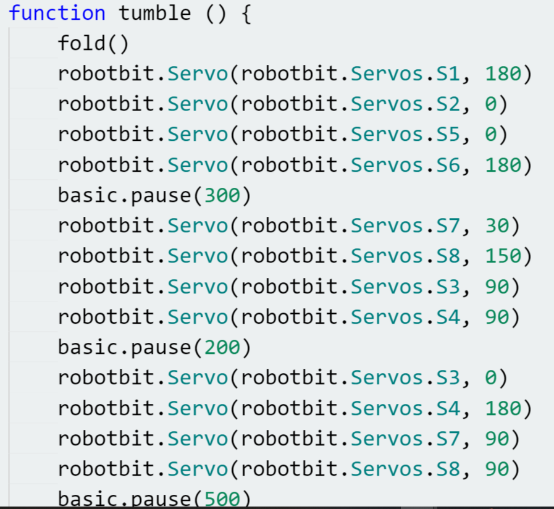 function tumble () {
fold()
robotbit.Servo(robotbit.Servos.S1, 180)
robotbit.Servo(robotbit.Servos.S2, 0)
robotbit.Servo(robotbit.Servos.S5, 0)
robotbit.Servo(robotbit.Servos.S6, 180)
basic.pause(300)
robotbit.Servo(robotbit.Servos.S7, 30)
robotbit.Servo(robotbit.Servos.S8, 150)
robotbit.Servo(robotbit.Servos.S3, 90)
robotbit.Servo(robotbit.Servos.S4, 90)
basic.pause(200)
robotbit.Servo(robotbit.Servos.S3, 0)
robotbit.Servo(robotbit.Servos.S4, 180)
robotbit.Servo(robotbit.Servos.S7, 90)
robotbit.Servo(robotbit.Servos.S8, 90)
basic.pause(500)